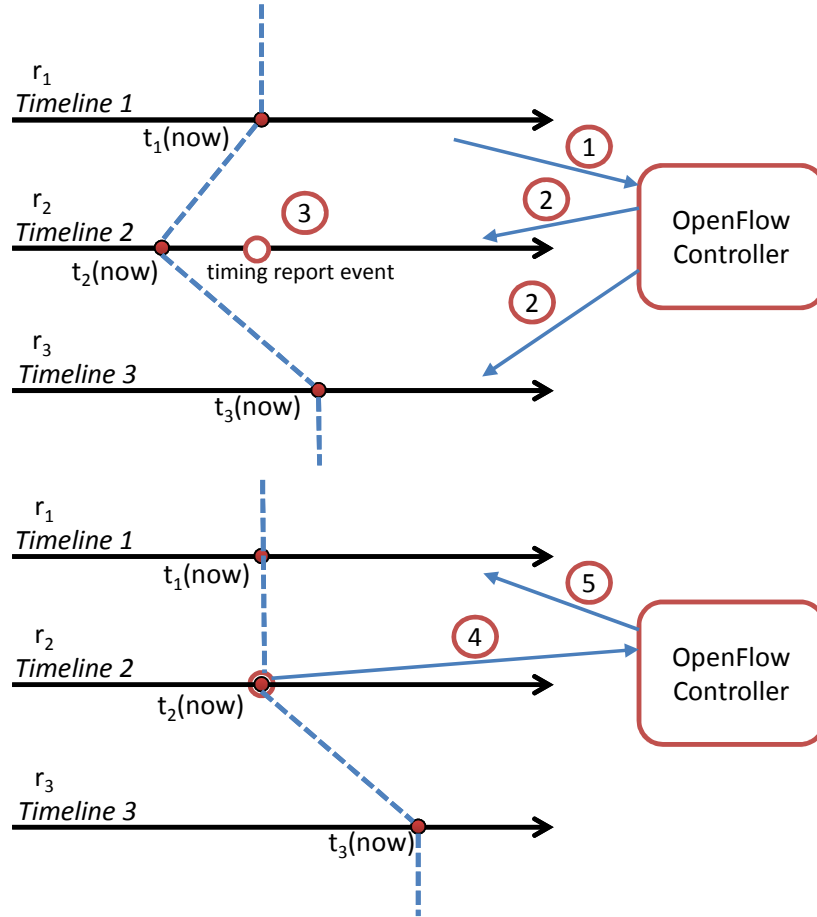 r₁
Timeline 1
t₁(now)
1
r₂
Timeline 2
t₂(now)
3
timing report event
2
OpenFlow
Controller
2
r₃
Timeline 3
t₃(now)
r₁
Timeline 1
t₁(now)
5
r₂
Timeline 2
t₂(now)
4
OpenFlow
Controller
r₃
Timeline 3
t₃(now)